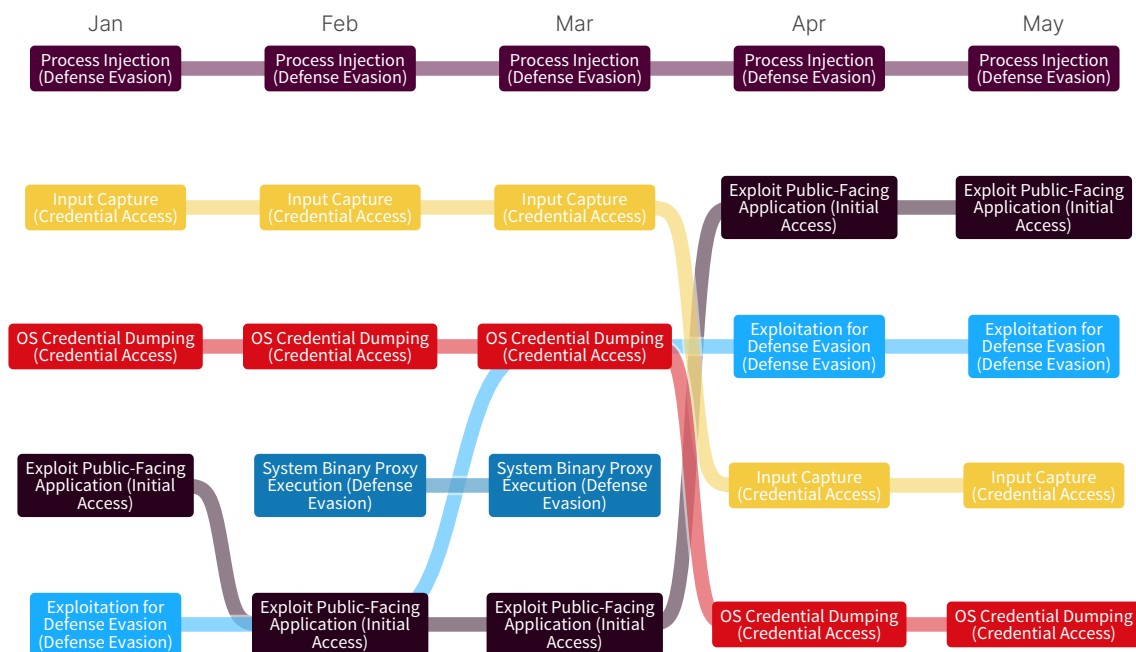 Jan
Feb
Mar
Apr
May
Process Injection
(Defense Evasion)
Process Injection
(Defense Evasion)
Process Injection
(Defense Evasion)
Process Injection
(Defense Evasion)
Process Injection
(Defense Evasion)
Input Capture
(Credential Access)
Input Capture
(Credential Access)
Input Capture
(Credential Access)
Exploit Public-Facing
Application (Initial
Access)
Exploit Public-Facing
Application (Initial
Access)
OS Credential Dumping
(Credential Access)
OS Credential Dumping
(Credential Access)
OS Credential Dumping
(Credential Access)
Exploitation for
Defense Evasion
(Defense Evasion)
Exploitation for
Defense Evasion
(Defense Evasion)
Exploit Public-Facing
Application (Initial
Access)
System Binary Proxy
Execution (Defense
Evasion)
System Binary Proxy
Execution (Defense
Evasion)
Input Capture
(Credential Access)
Input Capture
(Credential Access)
Exploitation for
Defense Evasion
(Defense Evasion)
Exploit Public-Facing
Application (Initial
Access)
Exploit Public-Facing
Application (Initial
Access)
OS Credential Dumping
(Credential Access)
OS Credential Dumping
(Credential Access)